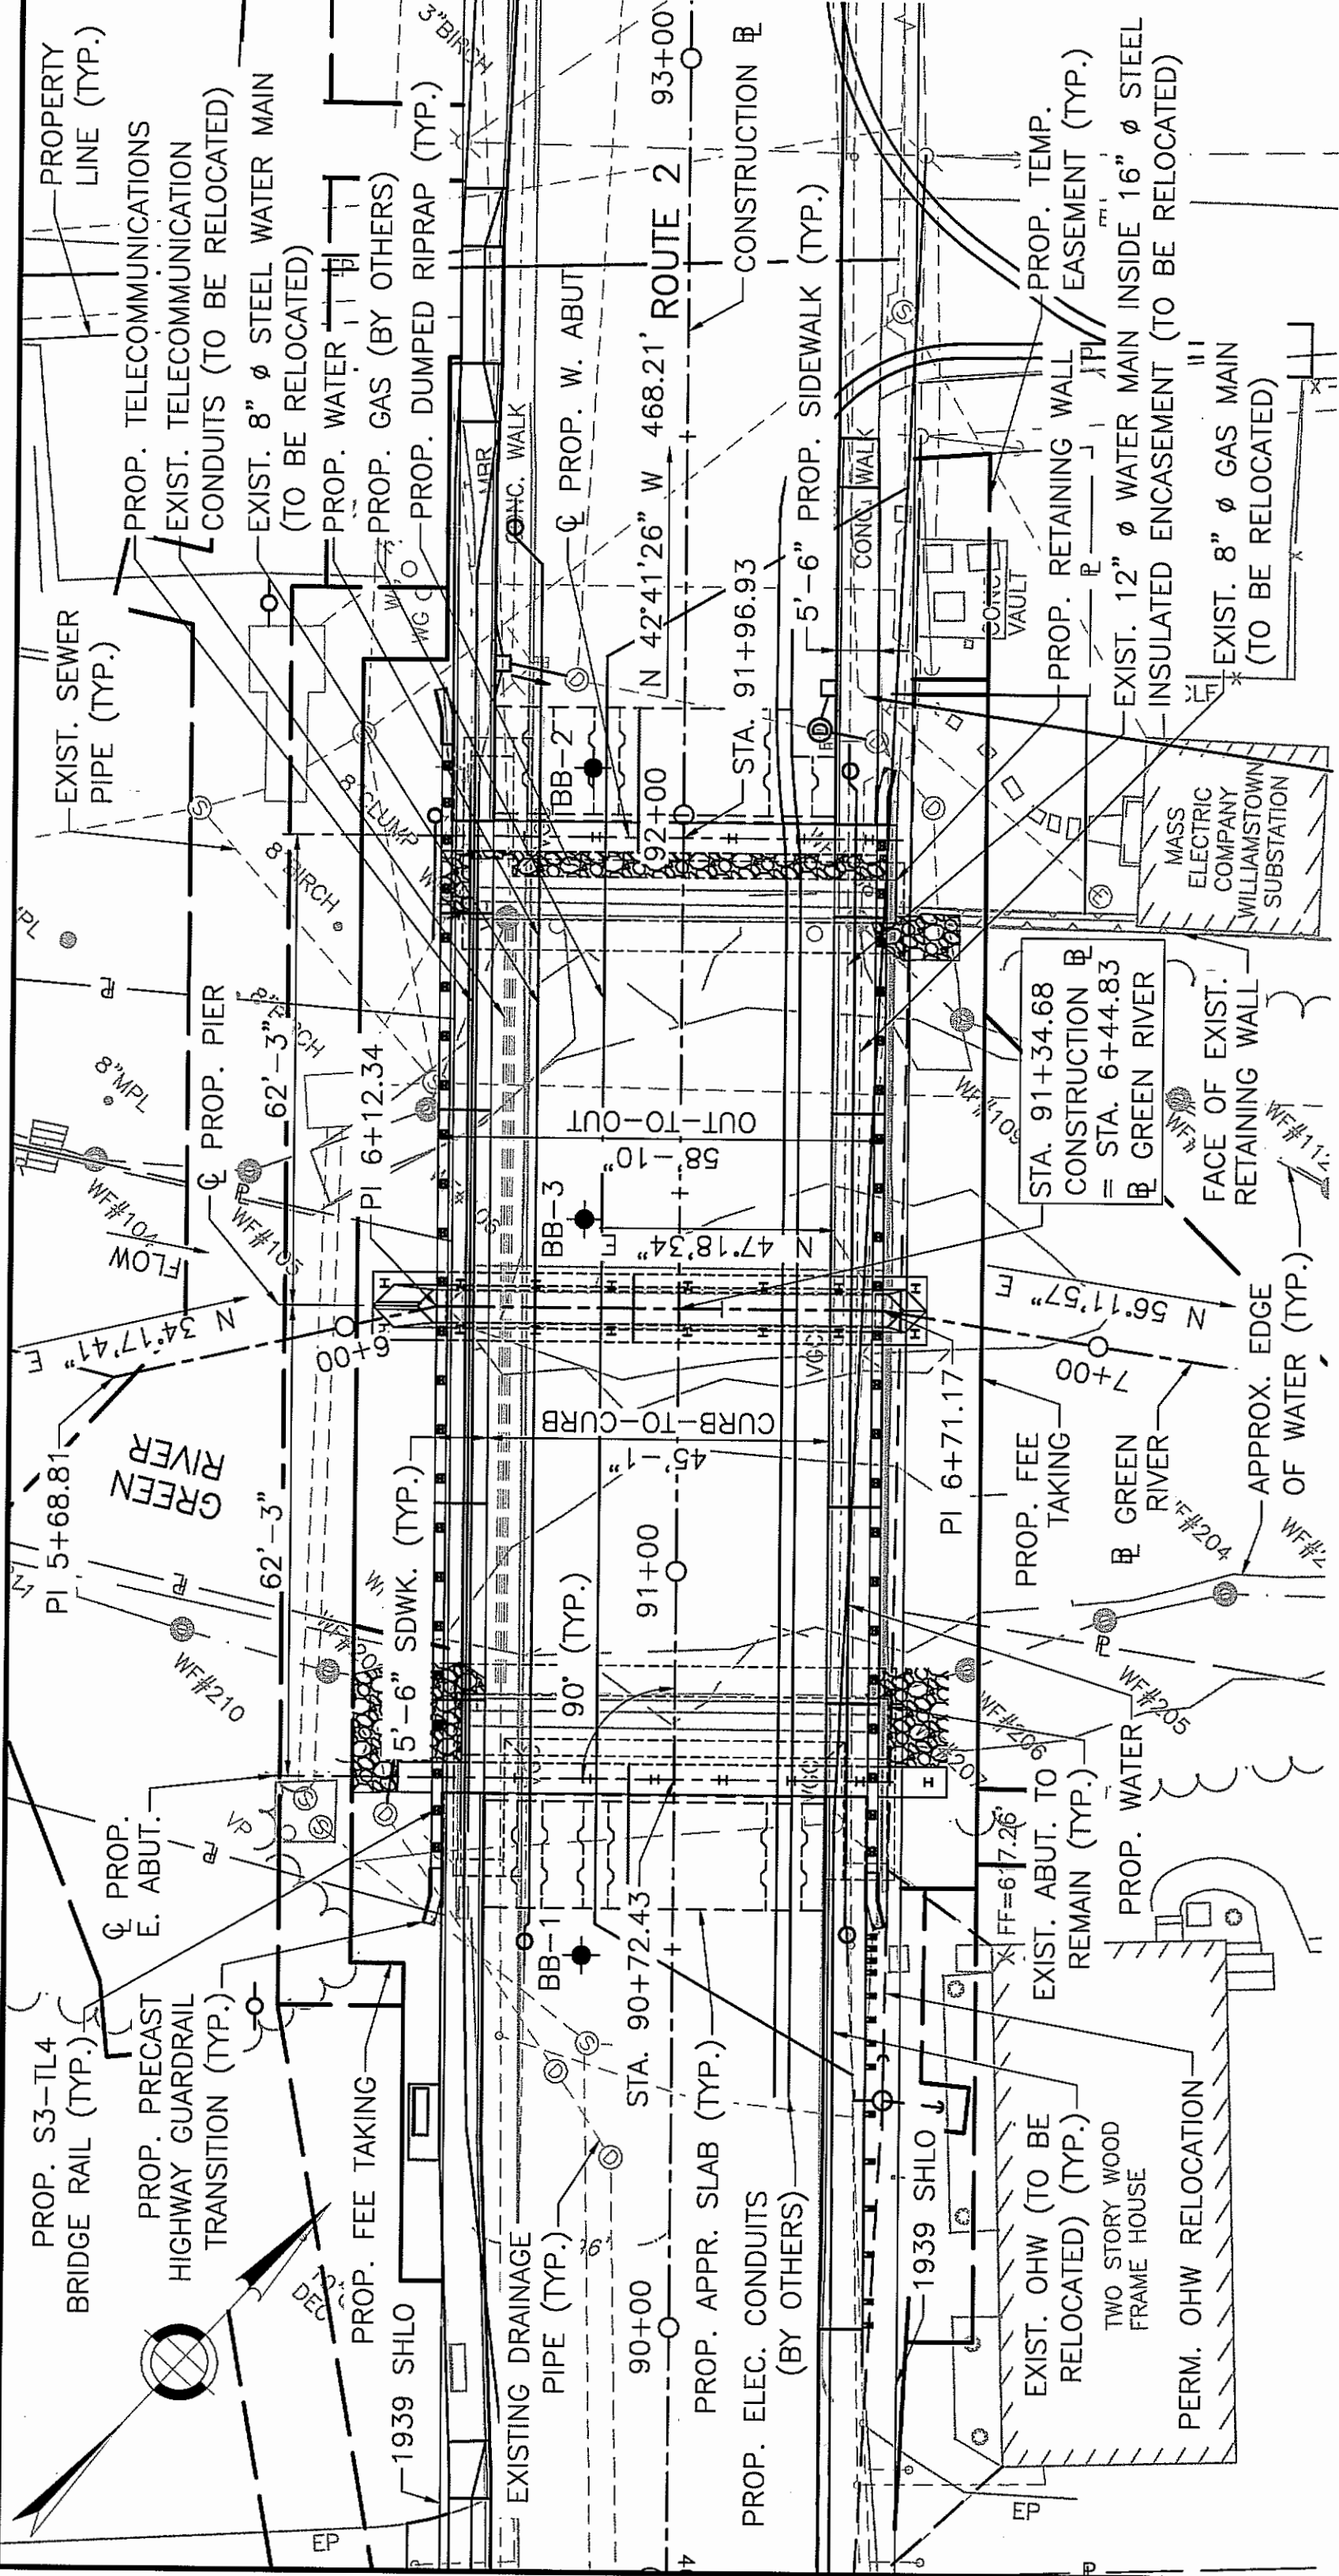 PROPERTY
LINE (TYP.)
PROP. TELECOMMUNICATIONS
EXIST. TELECOMMUNICATION
CONDUITS (TO BE RELOCATED)
EXIST. 8" ø STEEL WATER MAIN
(TO BE RELOCATED)
PROP. WATER
PROP. GAS (BY OTHERS)
PROP. DUMPED RIPRAP (TYP.)
3"BIRCH
EXIST. SEWER
PIPE (TYP.)
8"BIRCH
8"CLUMP
8"MPL
℄ PROP. PIER
62'-3"
PI 6+12.34
WF#104
WF#105
FLOW
N 34°17'41" E
6+00
GREEN
RIVER
PI 5+68.81
62'-3"
5'-6" SDWK. (TYP.)
WF#210
℄ PROP.
E. ABUT.
PROP. S3-TL4
BRIDGE RAIL (TYP.)
PROP. PRECAST
HIGHWAY GUARDRAIL
TRANSITION (TYP.)
PROP. FEE TAKING
1939 SHLO
EP
EXISTING DRAINAGE
PIPE (TYP.)
90+00
PROP. APPR. SLAB (TYP.)
PROP. ELEC. CONDUITS
(BY OTHERS)
STA. 90+72.43
BB-1
90° (TYP.)
91+00
45'-1"
CURB-TO-CURB
N 47°18'34" E
BB-3
58'-10"
OUT-TO-OUT
BB-2
92+00
STA. 91+96.93
℄ PROP. W. ABUT
CONC. WALK
MBR
WG
N 42°41'26" W 468.21'
ROUTE 2
93+00
CONSTRUCTION
5'-6" PROP. SIDEWALK (TYP.)
CONC. WALK
CONC
VAULT
PROP. TEMP.
EASEMENT (TYP.)
PROP. RETAINING WALL
EXIST. 12" ø WATER MAIN INSIDE 16" ø STEEL
INSULATED ENCASEMENT (TO BE RELOCATED)
EXIST. 8" ø GAS MAIN
(TO BE RELOCATED)
MASS
ELECTRIC
COMPANY
WILLIAMSTOWN
SUBSTATION
STA. 91+34.68
CONSTRUCTION
= STA. 6+44.83
GREEN RIVER
FACE OF EXIST.
RETAINING WALL
WF#109
N 56°11'57" E
7+00
PI 6+71.17
PROP. FEE
TAKING
GREEN
RIVER
APPROX. EDGE
OF WATER (TYP.)
WF#204
WF#205
WF#206
PROP. WATER
EXIST. ABUT. TO
REMAIN (TYP.)
FF=617.26'
1939 SHLO
EXIST. OHW (TO BE
RELOCATED) (TYP.)
TWO STORY WOOD
FRAME HOUSE
PERM. OHW RELOCATION
EP